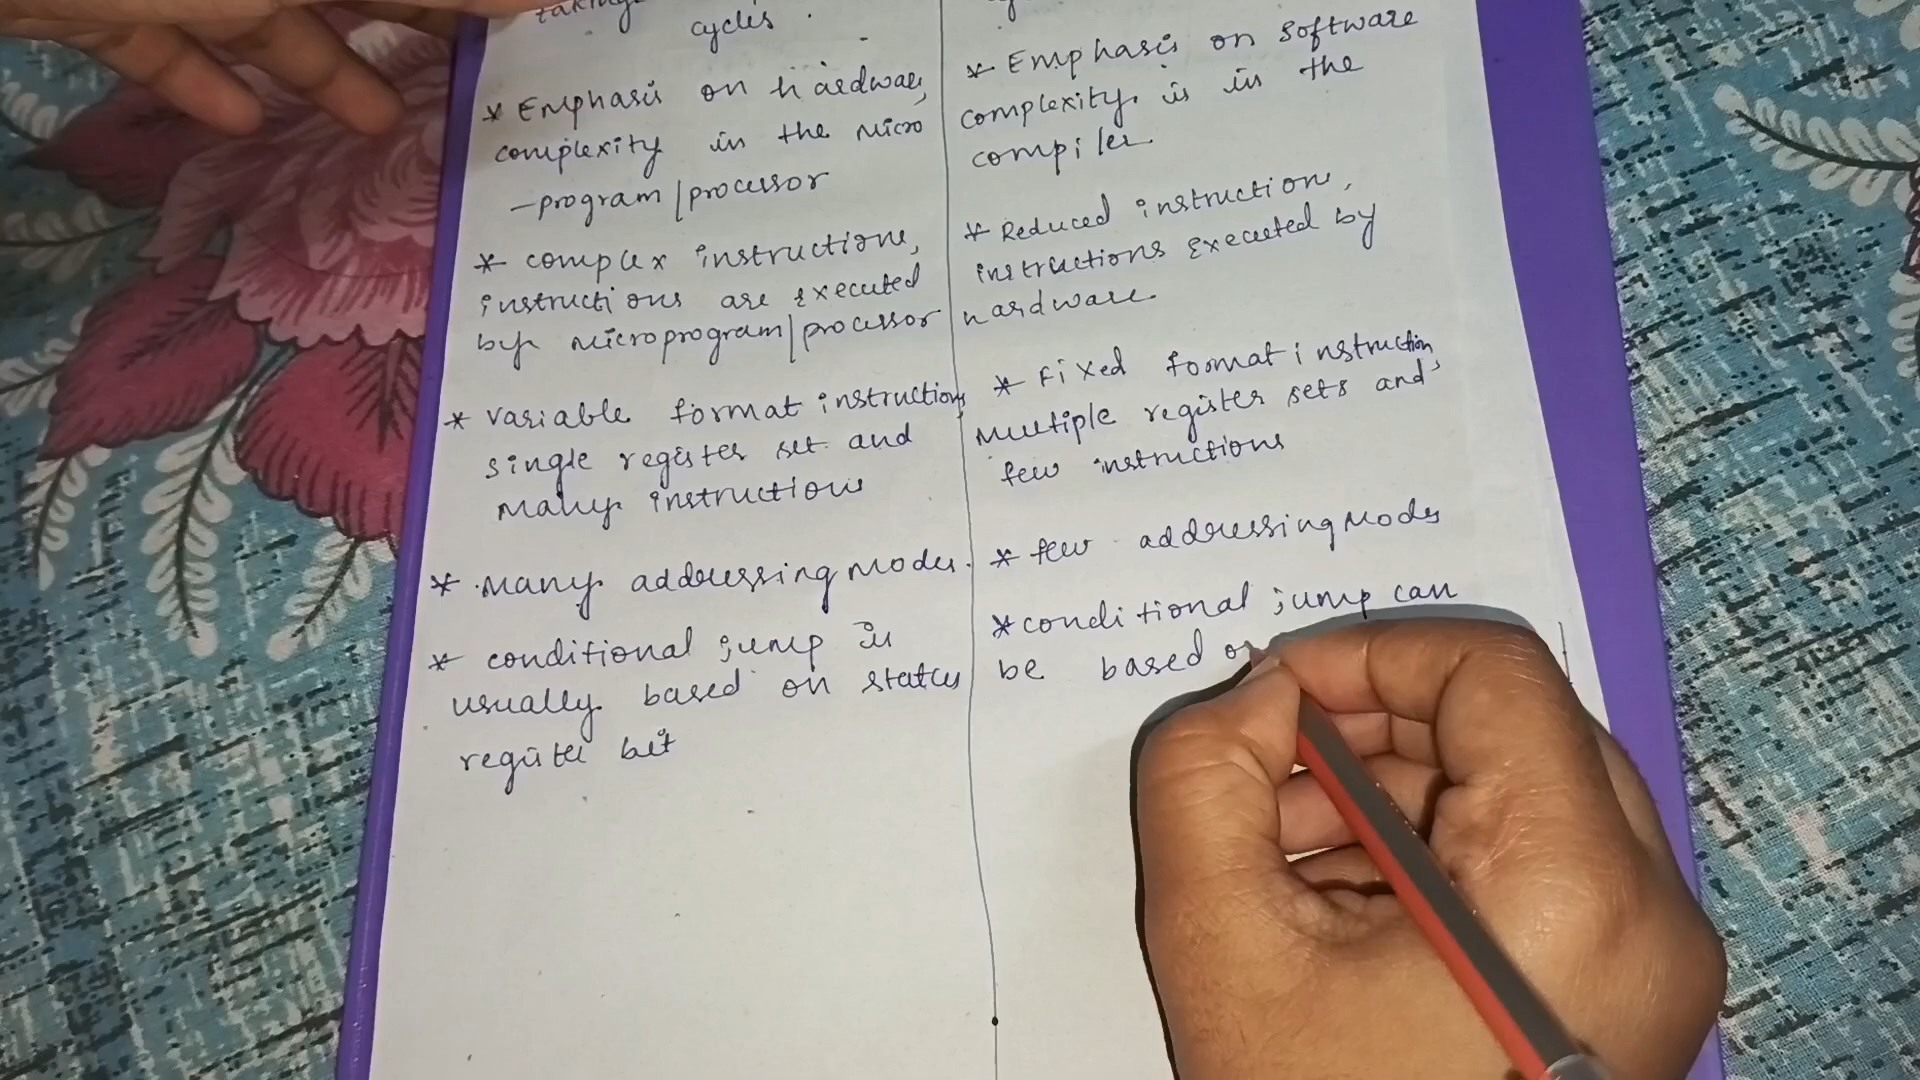 taking
cycles.
* Emphasis on hardware,
complexity in the micro
-program/processor
* complex instructions,
instructions are executed
by microprogram/processor
* variable format instructions
single register set and
many instructions
* Many addressing modes.
* conditional jump is
usually based on status
register bit
* Emphasis on software
complexity is in the
compiler
* Reduced instructions,
instructions executed by
hardware.
* Fixed format instruction,
Multiple register sets and
few instructions
* few addressing Modes
* conditional jump can
be based on